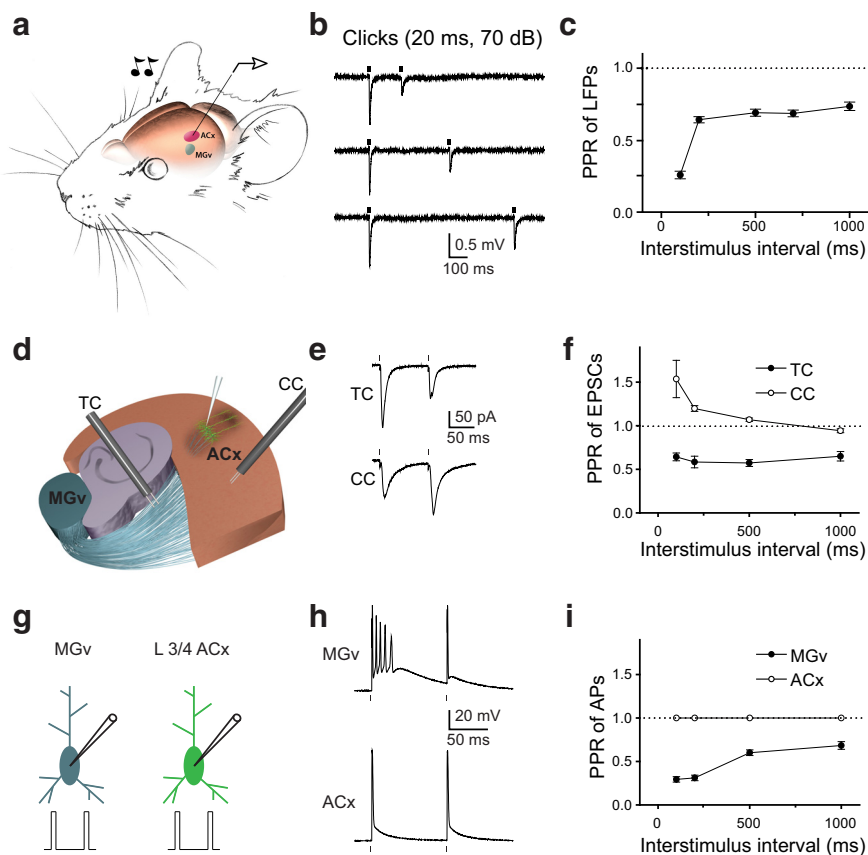 a
ACx
MGv
b
Clicks (20 ms, 70 dB)
0.5 mV
100 ms
c
PPR of LFPs
1.0
0.5
0.0
0
500
1000
Interstimulus interval (ms)
d
TC
CC
ACx
MGv
e
TC
50 pA
50 ms
CC
f
TC
CC
PPR of EPSCs
1.5
1.0
0.5
0.0
0
500
1000
Interstimulus interval (ms)
g
MGv
L 3/4 ACx
h
MGv
20 mV
50 ms
ACx
i
MGv
ACx
PPR of APs
1.5
1.0
0.5
0.0
0
500
1000
Interstimulus interval (ms)